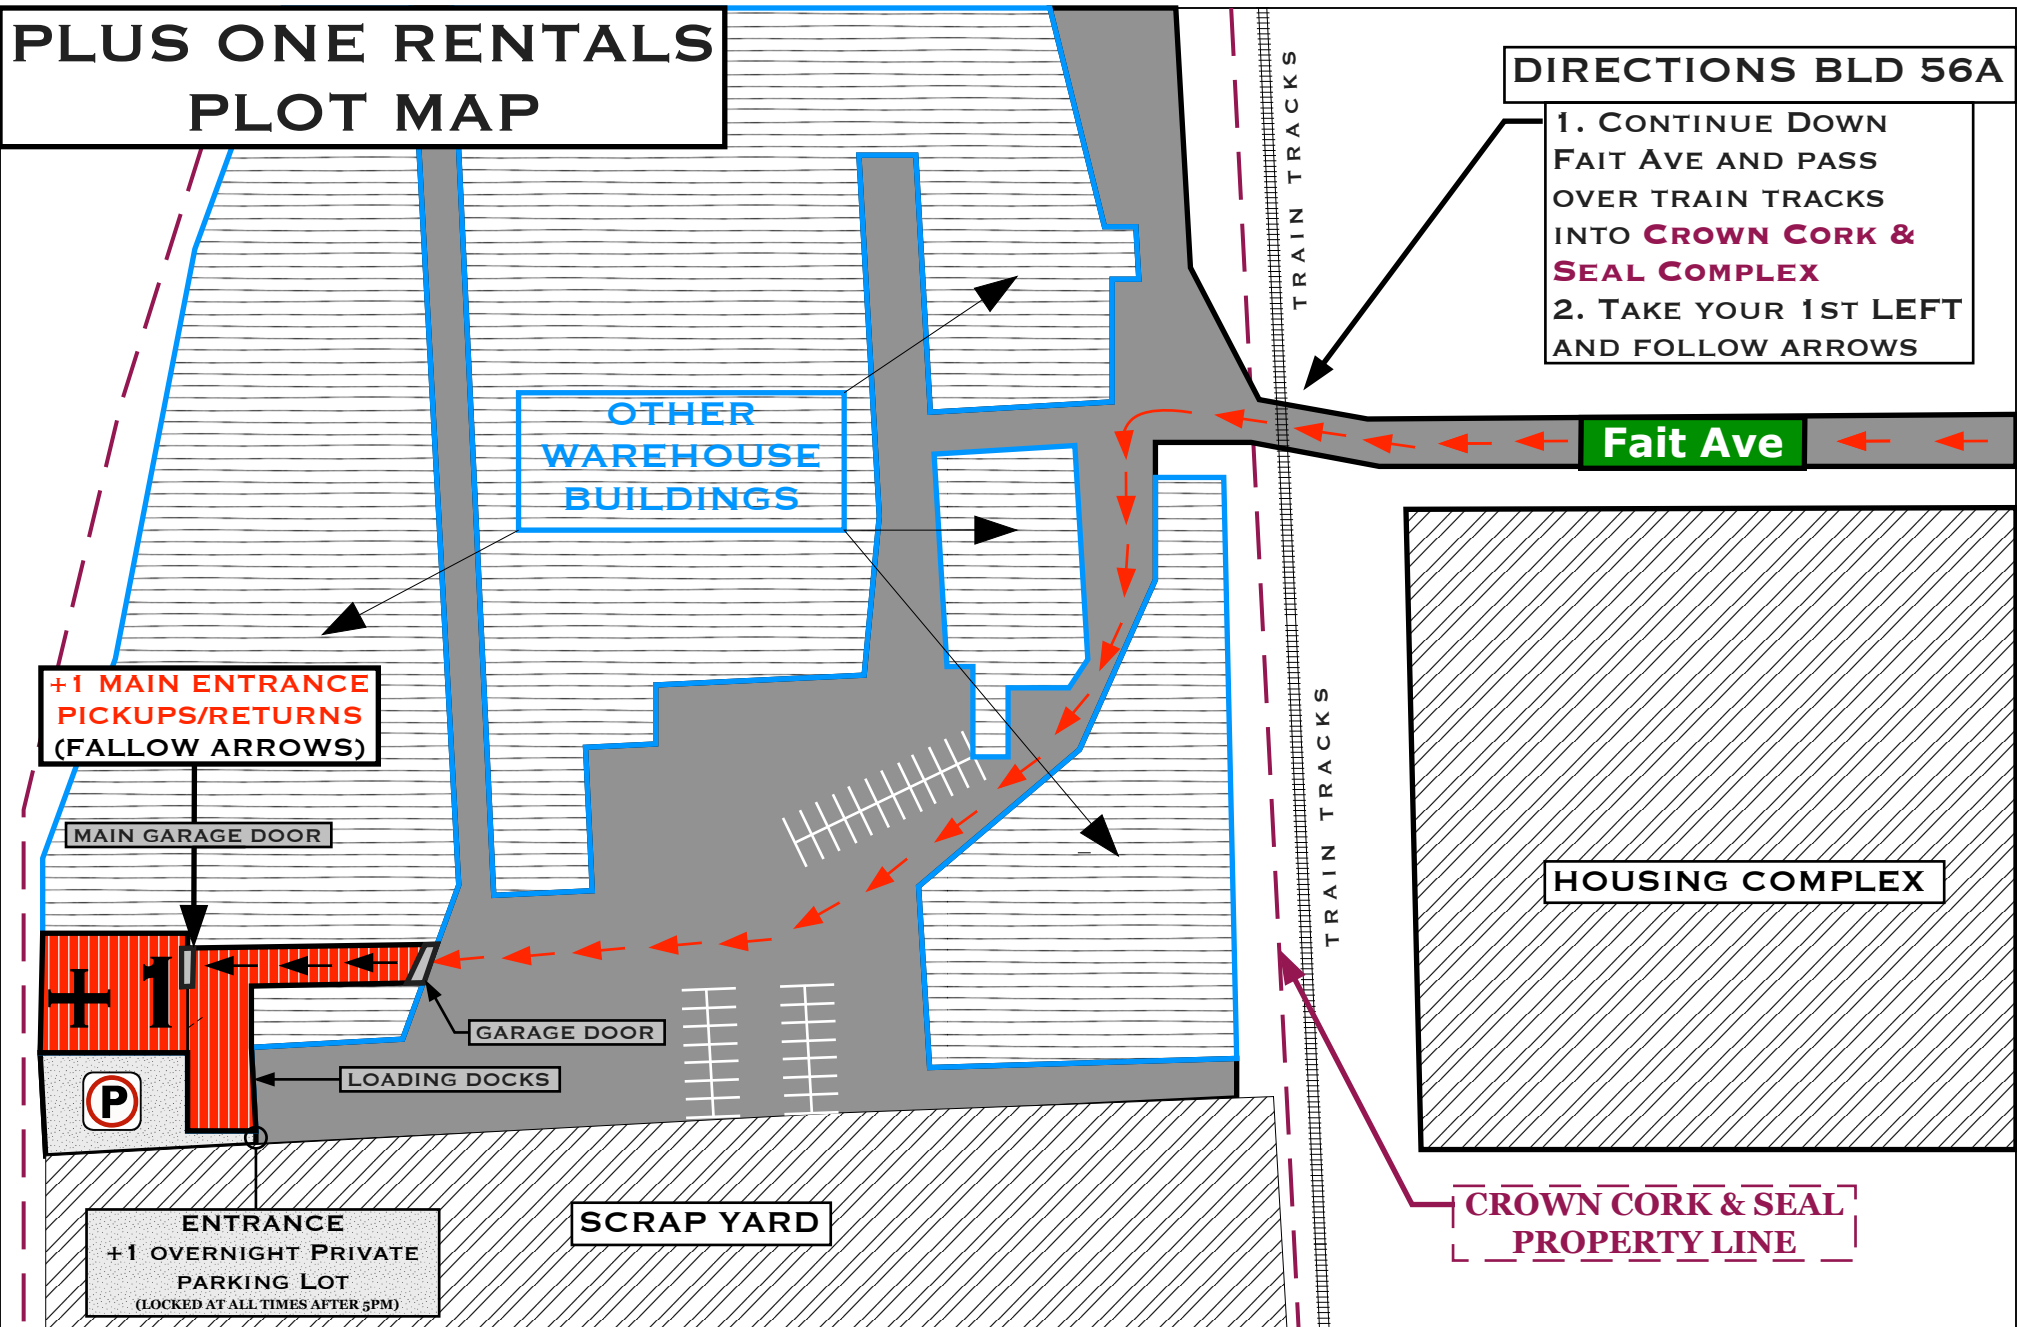 PLUS ONE RENTALS
PLOT MAP
DIRECTIONS BLD 56A
1. Continue Down
Fait Ave and pass
over train tracks
into Crown Cork &
Seal Complex
2. Take your 1st LEFT
and follow arrows
TRAIN TRACKS
OTHER
WAREHOUSE
BUILDINGS
Fait Ave
+1 MAIN ENTRANCE
PICKUPS/RETURNS
(FALLOW ARROWS)
MAIN GARAGE DOOR
TRAIN TRACKS
HOUSING COMPLEX
+1
GARAGE DOOR
LOADING DOCKS
P
ENTRANCE
+1 overnight Private
parking Lot
(LOCKED AT ALL TIMES AFTER 5PM)
SCRAP YARD
CROWN CORK & SEAL
PROPERTY LINE